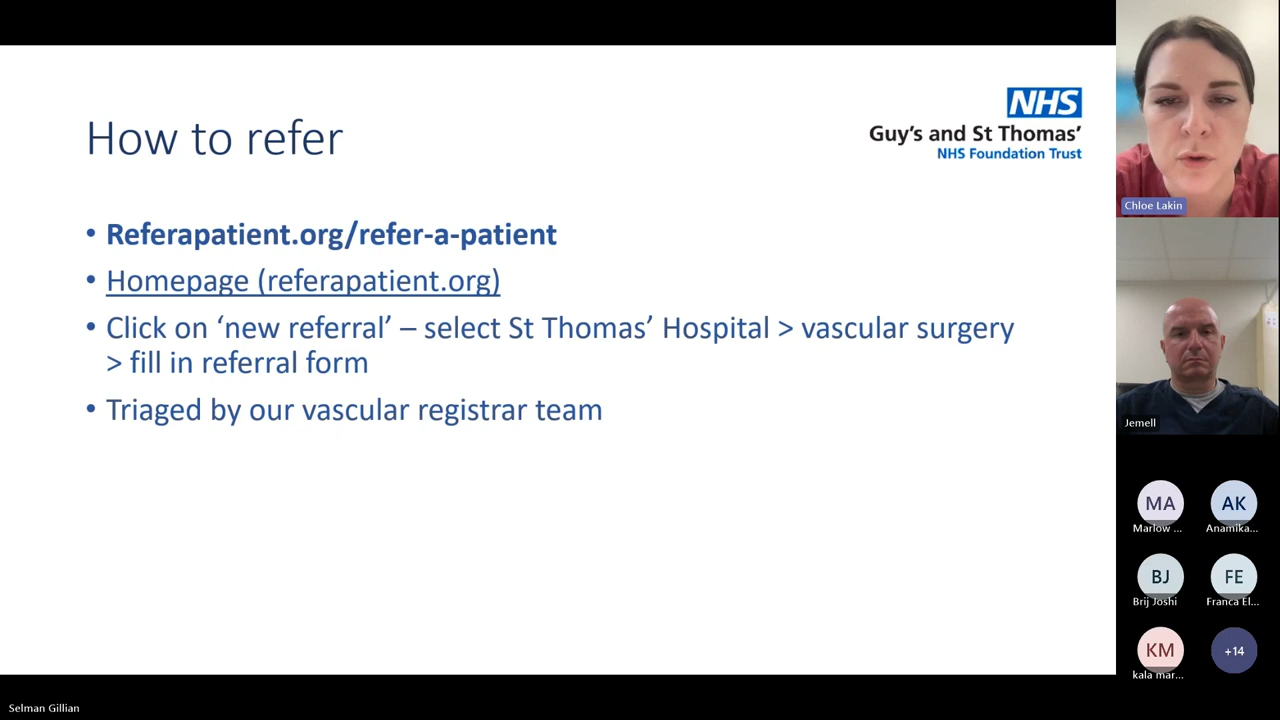 How to refer
NHS
Guy's and St Thomas'
NHS Foundation Trust
• Referapatient.org/refer-a-patient
• Homepage (referapatient.org)
• Click on ‘new referral’ – select St Thomas’ Hospital > vascular surgery
> fill in referral form
• Triaged by our vascular registrar team
Chloe Lakin
Jemell
MA
AK
Marlow ...
Anamika...
BJ
FE
Brij Joshi
Franca El...
KM
+14
kala mar...
Selman Gillian